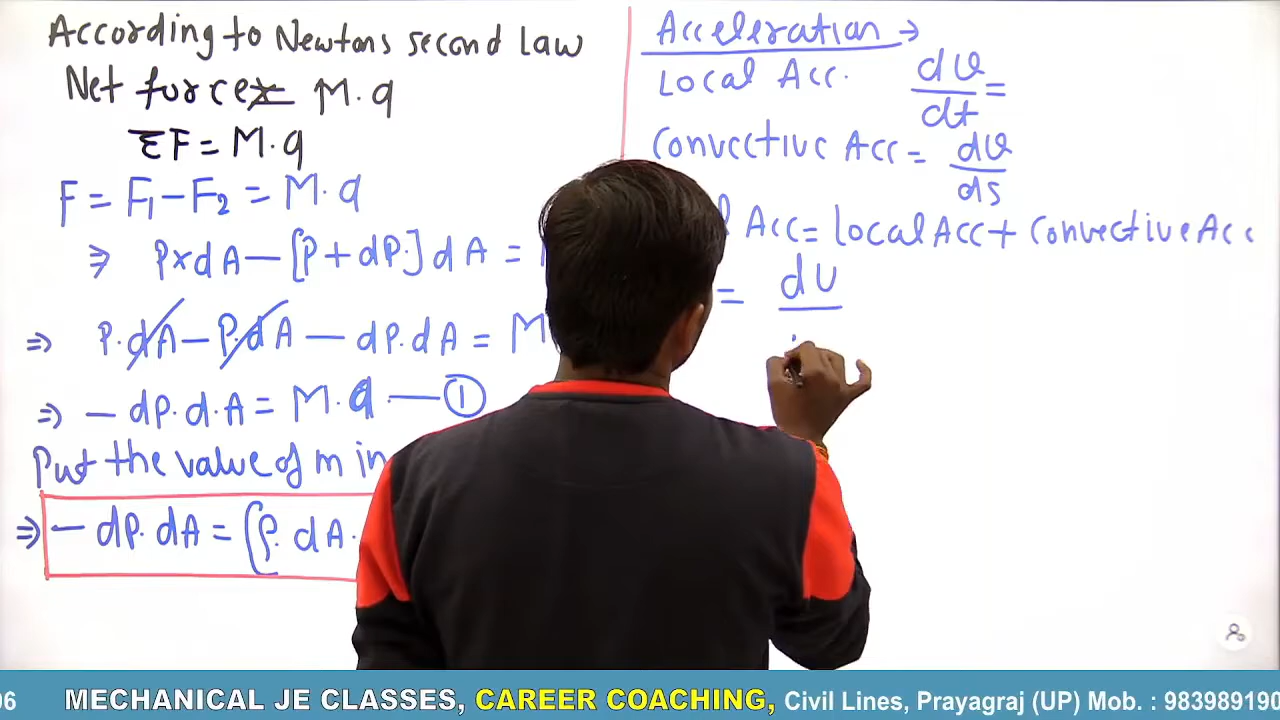 According to Newtons second law
Net force = M.a
ΣF = M.a
F = F₁ – F₂ = M.a
⇒ P×dA – [P + dP.] dA =
⇒ P.dA – P.dA – dP.dA = M
⇒ – dP.d.A = M.a — ①
Put the value of m in
⇒ – dP.dA = (ρ. dA.
Acceleration →
Local Acc. dv/dt =
Convective Acc = dv/ds
Acc = local Acc + Convective Acc
= dv
06 MECHANICAL JE CLASSES, CAREER COACHING, Civil Lines, Prayagraj (UP) Mob. : 983989190